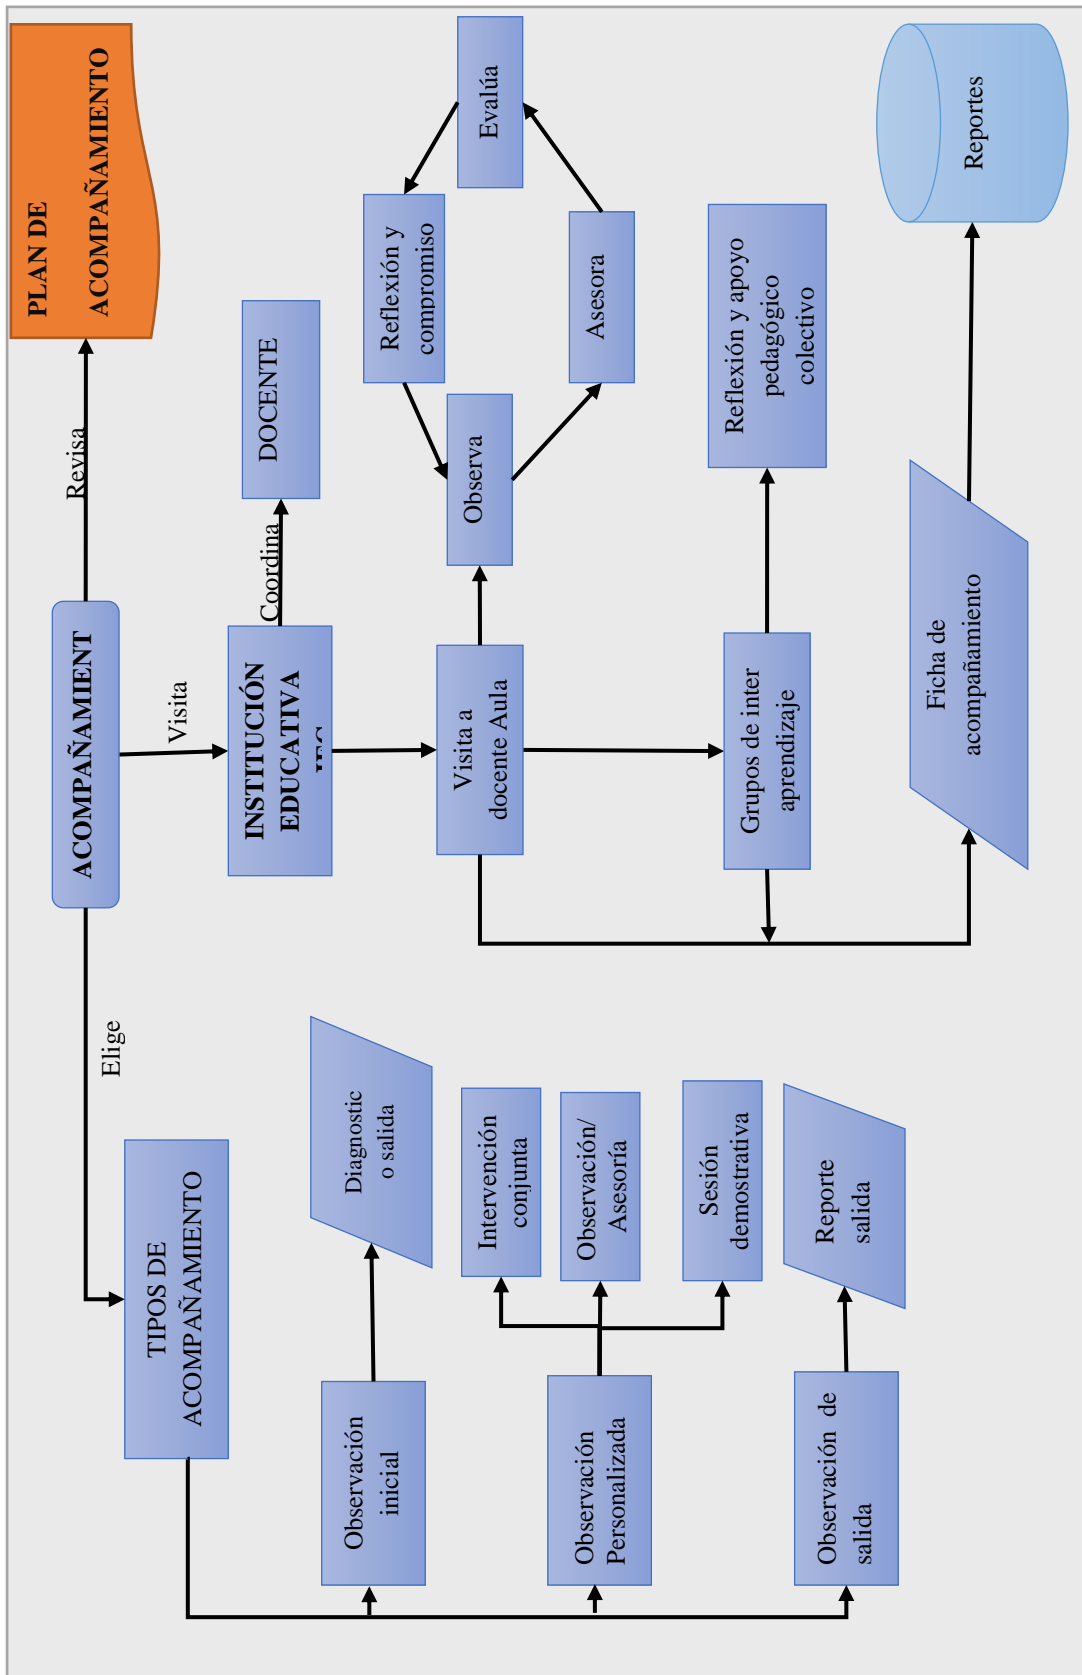 ACOMPAÑAMIENT
Elige
Visita
Revisa
PLAN DE
ACOMPAÑAMIENTO
TIPOS DE
ACOMPAÑAMIENTO
INSTITUCIÓN
EDUCATIVA
Coordina
DOCENTE
Observación
inicial
Diagnostic
o salida
Observación
Personalizada
Intervención
conjunta
Observación/
Asesoría
Sesión
demostrativa
Observación de
salida
Reporte
salida
Visita a
docente Aula
Observa
Reflexión y
compromiso
Evalúa
Asesora
Grupos de inter
aprendizaje
Reflexión y apoyo
pedagógico
colectivo
Ficha de
acompañamiento
Reportes